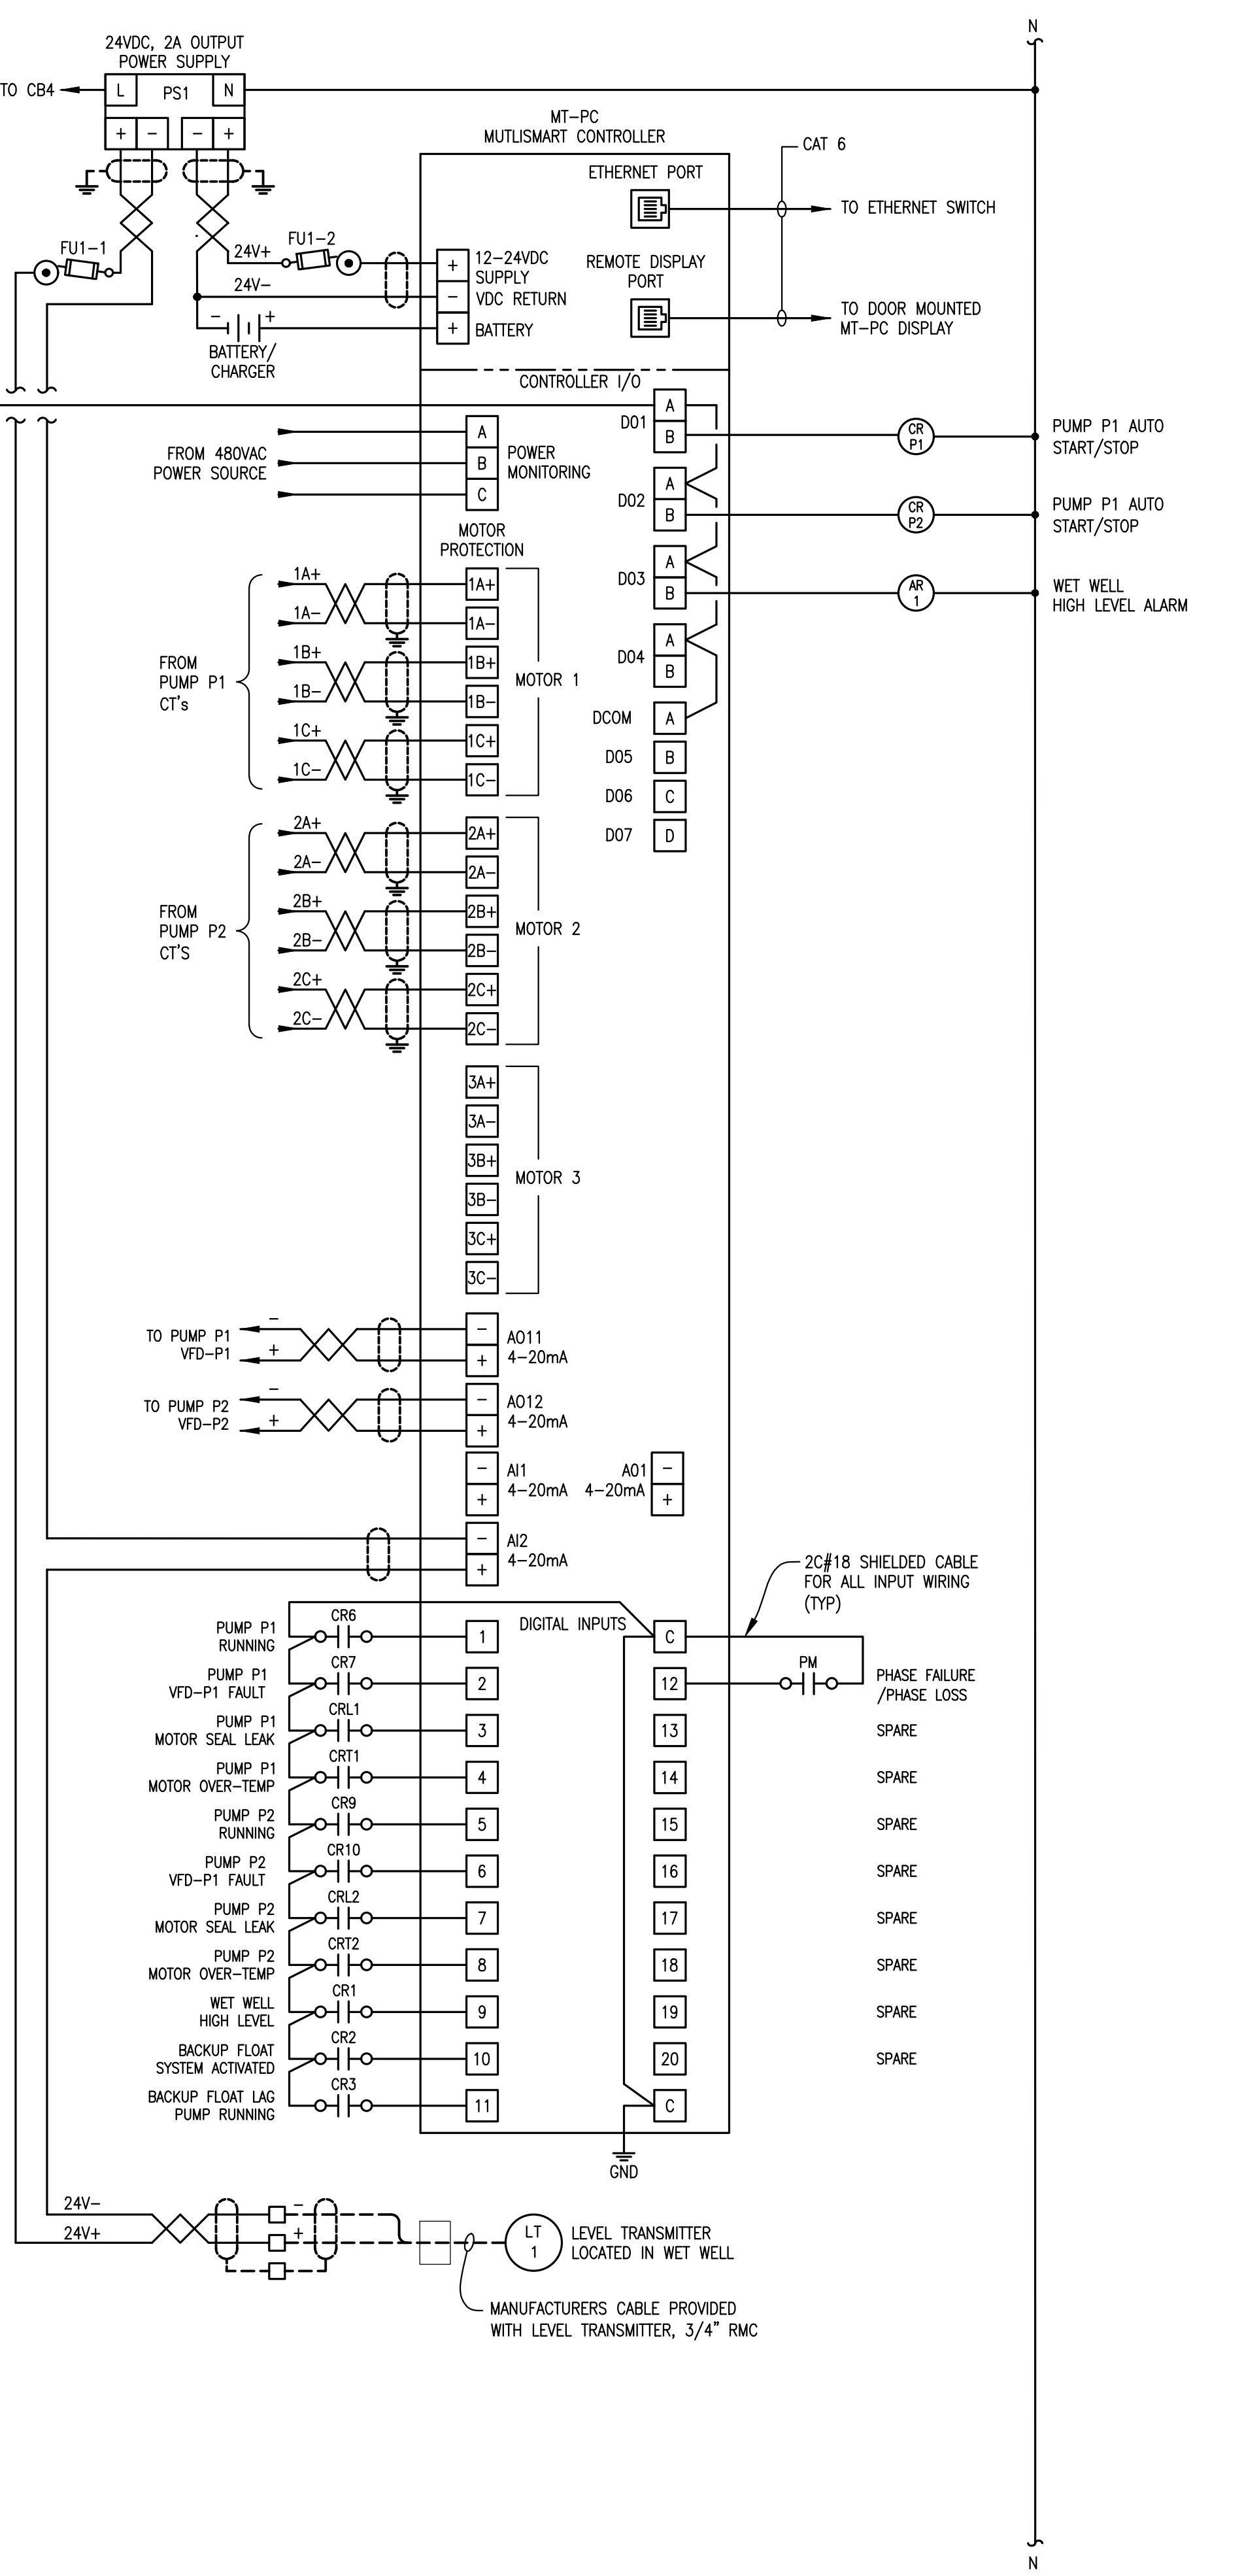 N
24VDC, 2A OUTPUT
POWER SUPPLY
TO CB4
L
PS1
N
+
−
−
+
MT-PC
MUTLISMART CONTROLLER
CAT 6
ETHERNET PORT
TO ETHERNET SWITCH
FU1-1
24V+
FU1-2
+
12-24VDC
SUPPLY
REMOTE DISPLAY
PORT
24V-
−
VDC RETURN
− +
+
BATTERY
TO DOOR MOUNTED
MT-PC DISPLAY
BATTERY/
CHARGER
CONTROLLER I/O
DO1
A
B
CR
P1
PUMP P1 AUTO
START/STOP
FROM 480VAC
POWER SOURCE
A
B
C
POWER
MONITORING
DO2
A
B
CR
P2
PUMP P1 AUTO
START/STOP
MOTOR
PROTECTION
DO3
A
B
AR
1
WET WELL
HIGH LEVEL ALARM
DO4
A
B
DCOM
A
DO5
B
DO6
C
DO7
D
FROM
PUMP P1
CT's
1A+
1A+
1A-
1A-
1B+
1B+
1B-
1B-
1C+
1C+
1C-
1C-
MOTOR 1
FROM
PUMP P2
CT'S
2A+
2A+
2A-
2A-
2B+
2B+
2B-
2B-
2C+
2C+
2C-
2C-
MOTOR 2
3A+
3A-
3B+
3B-
3C+
3C-
MOTOR 3
TO PUMP P1
VFD-P1
−
+
−
+
AO11
4-20mA
TO PUMP P2
VFD-P2
−
+
−
+
AO12
4-20mA
−
+
AI1
4-20mA
AO1
4-20mA
−
+
−
+
AI2
4-20mA
2C#18 SHIELDED CABLE
FOR ALL INPUT WIRING
(TYP)
DIGITAL INPUTS
PUMP P1
RUNNING
CR6
1
C
PUMP P1
VFD-P1 FAULT
CR7
2
12
PM
PHASE FAILURE
/PHASE LOSS
PUMP P1
MOTOR SEAL LEAK
CRL1
3
13
SPARE
PUMP P1
MOTOR OVER-TEMP
CRT1
4
14
SPARE
PUMP P2
RUNNING
CR9
5
15
SPARE
PUMP P2
VFD-P1 FAULT
CR10
6
16
SPARE
PUMP P2
MOTOR SEAL LEAK
CRL2
7
17
SPARE
PUMP P2
MOTOR OVER-TEMP
CRT2
8
18
SPARE
WET WELL
HIGH LEVEL
CR1
9
19
SPARE
BACKUP FLOAT
SYSTEM ACTIVATED
CR2
10
20
SPARE
BACKUP FLOAT LAG
PUMP RUNNING
CR3
11
C
GND
24V-
−
24V+
+
LT
1
LEVEL TRANSMITTER
LOCATED IN WET WELL
MANUFACTURERS CABLE PROVIDED
WITH LEVEL TRANSMITTER, 3/4" RMC
N